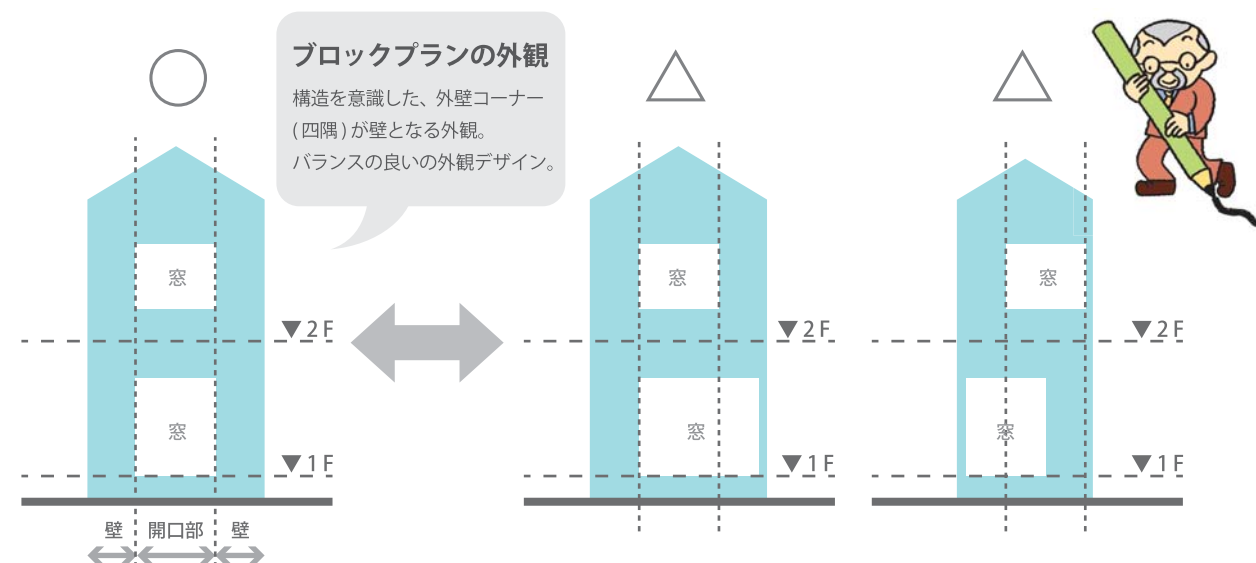 ブロックプランの外観
構造を意識した、外壁コーナー
(四隅)が壁となる外観。
バランスの良いの外観デザイン。
窓
窓
窓
▼2F
▼2F
▼2F
窓
窓
窓
▼1F
▼1F
▼1F
壁 開口部 壁